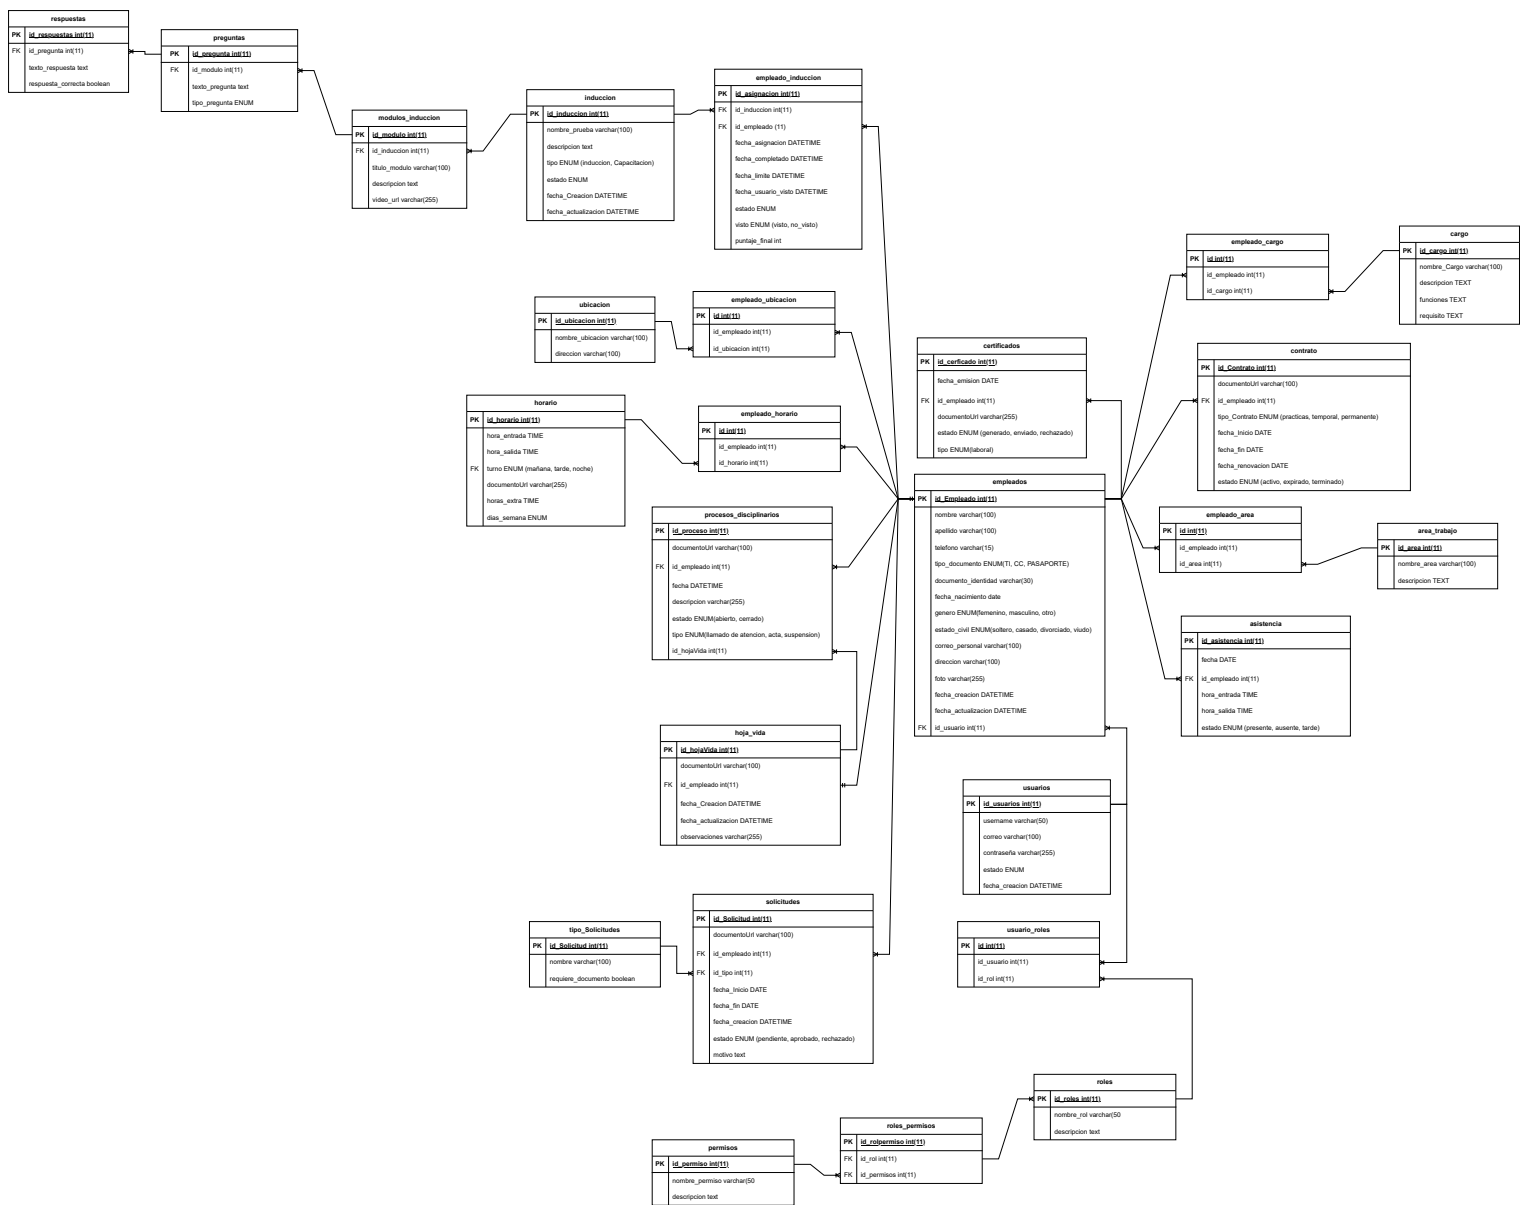 respuestas
PK id_respuestas int(11)
FK id_pregunta int(11)
texto_respuesta text
respuesta_correcta boolean
preguntas
PK id_pregunta int(11)
FK id_modulo int(11)
texto_pregunta text
tipo_pregunta ENUM
modulos_induccion
PK id_modulo int(11)
FK id_induccion int(11)
titulo_modulo varchar(100)
descripcion text
video_url varchar(255)
induccion
PK id_induccion int(11)
nombre_prueba varchar(100)
descripcion text
tipo ENUM (induccion, Capacitacion)
estado ENUM
fecha_Creacion DATETIME
fecha_actualizacion DATETIME
empleado_induccion
PK id_asignacion int(11)
FK id_induccion int(11)
FK id_empleado (11)
fecha_asignacion DATETIME
fecha_completado DATETIME
fecha_limite DATETIME
fecha_usuario_visto DATETIME
estado ENUM
visto ENUM (visto, no_visto)
puntaje_final int
ubicacion
PK id_ubicacion int(11)
nombre_ubicacion varchar(100)
direccion varchar(100)
empleado_ubicacion
PK id int(11)
id_empleado int(11)
id_ubicacion int(11)
horario
PK id_horario int(11)
hora_entrada TIME
hora_salida TIME
FK turno ENUM (mañana, tarde, noche)
documentoUrl varchar(255)
horas_extra TIME
dias_semana ENUM
empleado_horario
PK id int(11)
id_empleado int(11)
id_horario int(11)
procesos_disciplinarios
PK id_proceso int(11)
documentoUrl varchar(100)
FK id_empleado int(11)
fecha DATETIME
descripcion varchar(255)
estado ENUM(abierto, cerrado)
tipo ENUM(llamado de atencion, acta, suspension)
id_hojaVida int(11)
hoja_vida
PK id_hojaVida int(11)
documentoUrl varchar(100)
FK id_empleado int(11)
fecha_Creacion DATETIME
fecha_actualizacion DATETIME
observaciones varchar(255)
tipo_Solicitudes
PK id_Solicitud int(11)
nombre varchar(100)
requiere_documento boolean
solicitudes
PK id_Solicitud int(11)
documentoUrl varchar(100)
FK id_empleado int(11)
FK id_tipo int(11)
fecha_Inicio DATE
fecha_fin DATE
fecha_creacion DATETIME
estado ENUM (pendiente, aprobado, rechazado)
motivo text
certificados
PK id_cerficado int(11)
fecha_emision DATE
FK id_empleado int(11)
documentoUrl varchar(255)
estado ENUM (generado, enviado, rechazado)
tipo ENUM(laboral)
empleados
PK id_Empleado int(11)
nombre varchar(100)
apellido varchar(100)
telefono varchar(15)
tipo_documento ENUM(TI, CC, PASAPORTE)
documento_identidad varchar(30)
fecha_nacimiento date
genero ENUM(femenino, masculino, otro)
estado_civil ENUM(soltero, casado, divorciado, viudo)
correo_personal varchar(100)
direccion varchar(100)
foto varchar(255)
fecha_creacion DATETIME
fecha_actualizacion DATETIME
FK id_usuario int(11)
empleado_cargo
PK id int(11)
id_empleado int(11)
id_cargo int(11)
cargo
PK id_cargo int(11)
nombre_Cargo varchar(100)
descripcion TEXT
funciones TEXT
requisito TEXT
contrato
PK id_Contrato int(11)
documentoUrl varchar(100)
FK id_empleado int(11)
tipo_Contrato ENUM (practicas, temporal, permanente)
fecha_Inicio DATE
fecha_fin DATE
fecha_renovacion DATE
estado ENUM (activo, expirado, terminado)
empleado_area
PK id int(11)
id_empleado int(11)
id_area int(11)
area_trabajo
PK id_area int(11)
nombre_area varchar(100)
descripcion TEXT
asistencia
PK id_asistencia int(11)
fecha DATE
FK id_empleado int(11)
hora_entrada TIME
hora_salida TIME
estado ENUM (presente, ausente, tarde)
usuarios
PK id_usuarios int(11)
username varchar(50)
correo varchar(100)
contraseña varchar(255)
estado ENUM
fecha_creacion DATETIME
usuario_roles
PK id int(11)
id_usuario int(11)
id_rol int(11)
roles
PK id_roles int(11)
nombre_rol varchar(50
descripcion text
roles_permisos
PK id_rolpermiso int(11)
FK id_rol int(11)
FK id_permisos int(11)
permisos
PK id_permiso int(11)
nombre_permiso varchar(50
descripcion text